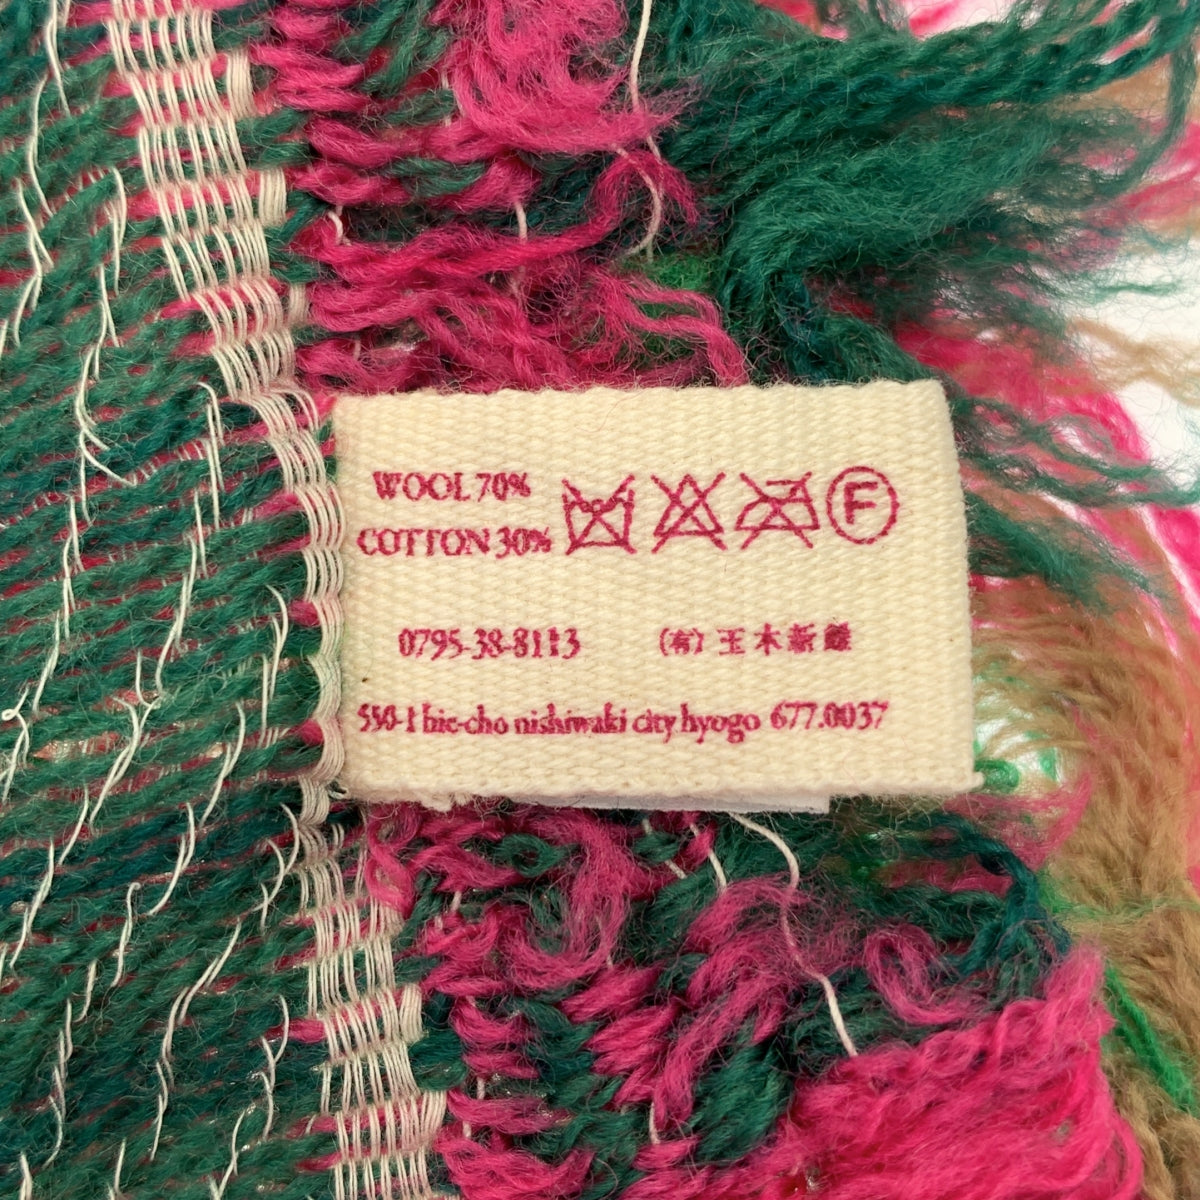 WOOL 70%
COTTON 30%
F
0795-38-8113 (有) 玉木新雌
550-1 hie-cho nishiwaki city hyogo 677.0037